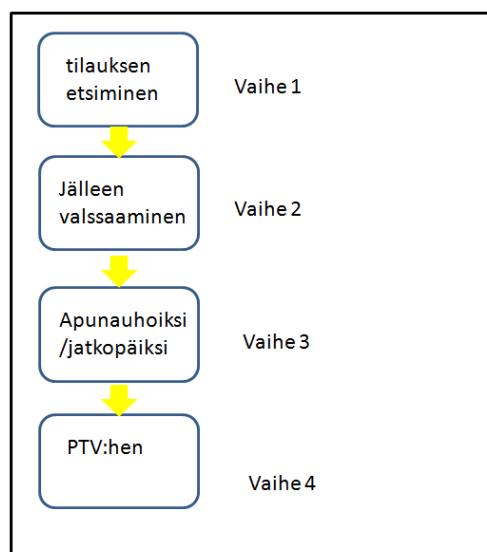 tilauksen
etsiminen
Vaihe 1
Jälleen
valssaaminen
Vaihe 2
Apunauhoiksi
/jatkopäiksi
Vaihe 3
PTV:hen
Vaihe 4